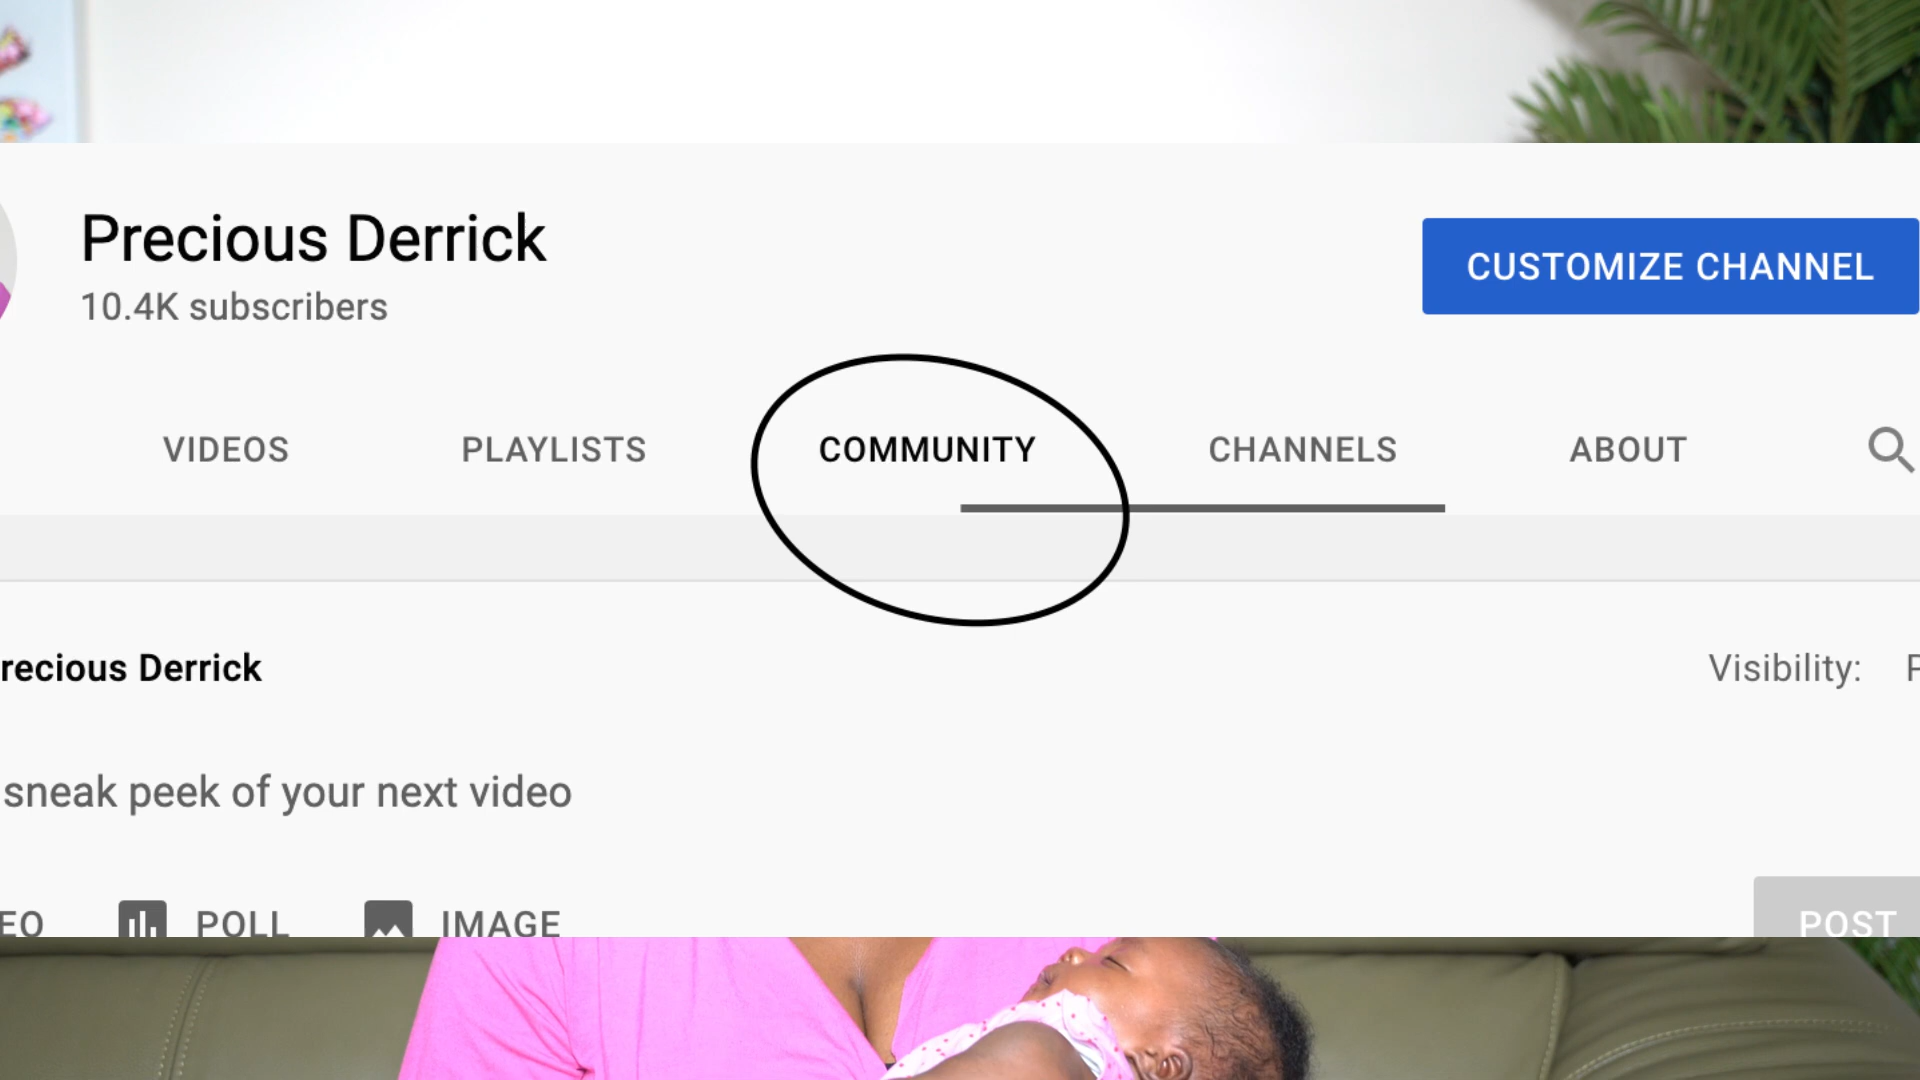 Precious Derrick
10.4K subscribers
CUSTOMIZE CHANNEL
VIDEOS PLAYLISTS COMMUNITY CHANNELS ABOUT
recious Derrick
Visibility: P
sneak peek of your next video
EO POLL IMAGE
POST